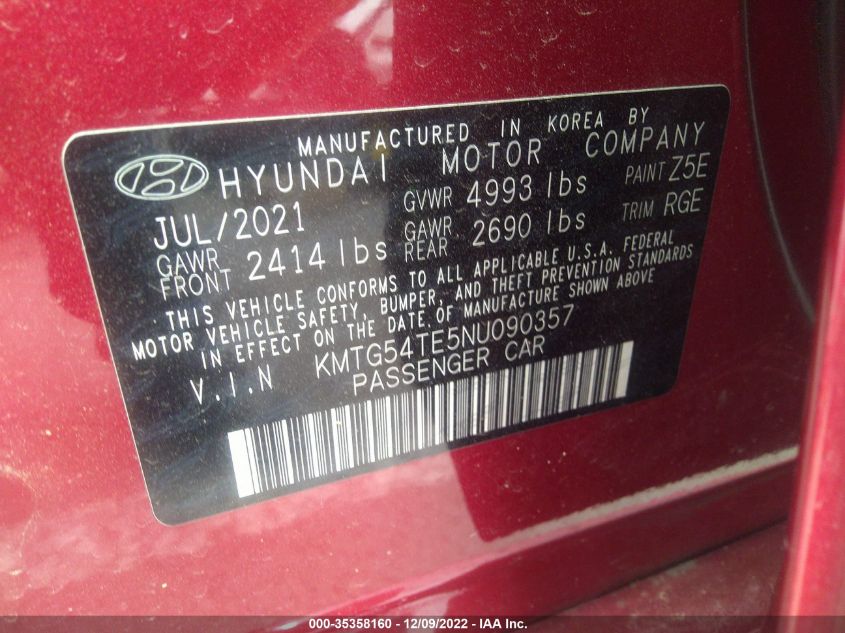 MANUFACTURED IN KOREA BY
HYUNDAI MOTOR COMPANY
JUL/2021 GVWR 4993 lbs PAINT Z5E
GAWR FRONT 2414 lbs GAWR REAR 2690 lbs TRIM RGE
THIS VEHICLE CONFORMS TO ALL APPLICABLE U.S.A. FEDERAL
MOTOR VEHICLE SAFETY, BUMPER, AND THEFT PREVENTION STANDARDS
IN EFFECT ON THE DATE OF MANUFACTURE SHOWN ABOVE
V.I.N KMTG54TE5NU090357
PASSENGER CAR
000-35358160 - 12/09/2022 - IAA Inc.